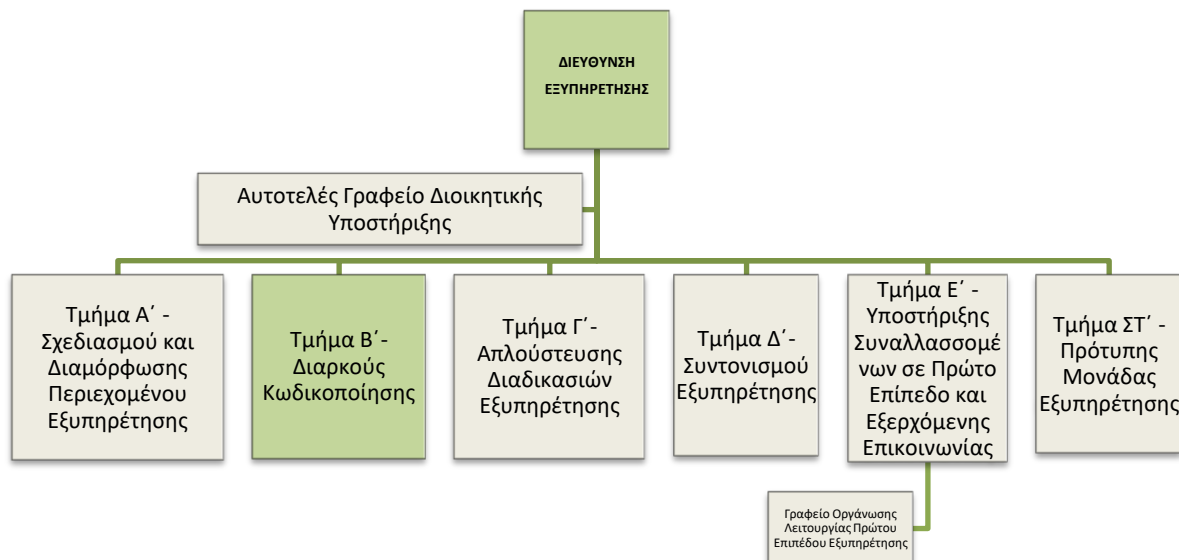 ΔΙΕΥΘΥΝΣΗ
ΕΞΥΠΗΡΕΤΗΣΗΣ
Αυτοτελές Γραφείο Διοικητικής
Υποστήριξης
Τμήμα Α΄ -
Σχεδιασμού και
Διαμόρφωσης
Περιεχομένου
Εξυπηρέτησης
Τμήμα Β΄-
Διαρκούς
Κωδικοποίησης
Τμήμα Γ΄-
Απλούστευσης
Διαδικασιών
Εξυπηρέτησης
Τμήμα Δ΄-
Συντονισμού
Εξυπηρέτησης
Τμήμα Ε΄ -
Υποστήριξης
Συναλλασσομέ
νων σε Πρώτο
Επίπεδο και
Εξερχόμενης
Επικοινωνίας
Τμήμα ΣΤ΄ -
Πρότυπης
Μονάδας
Εξυπηρέτησης
Γραφείο Οργάνωσης
Λειτουργίας Πρώτου
Επιπέδου Εξυπηρέτησης